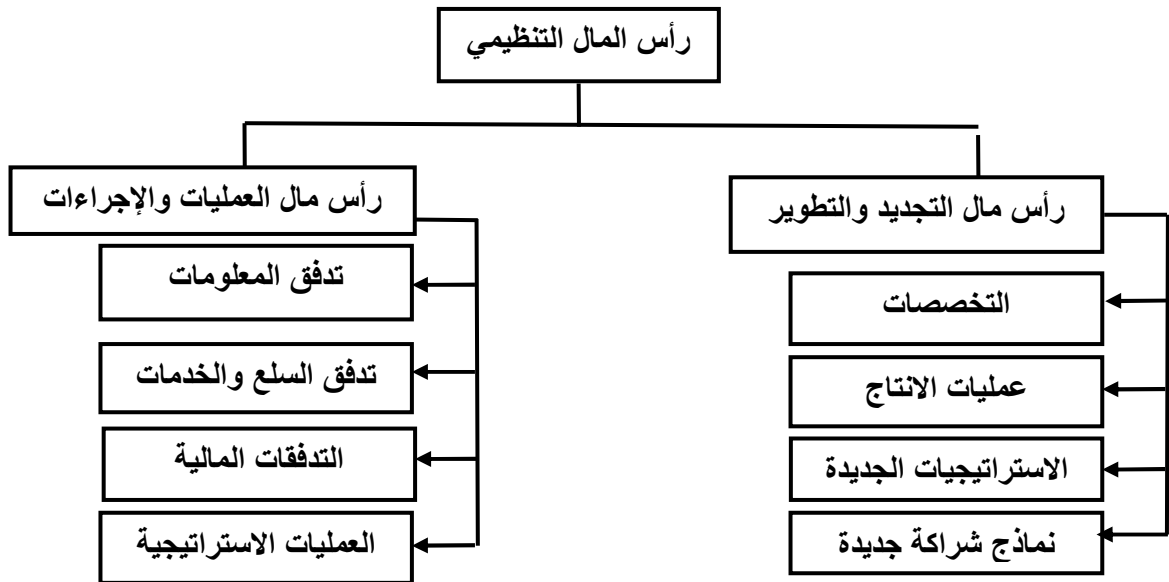 رأس المال التنظيمي
رأس مال التجديد والتطوير
التخصصات
عمليات الانتاج
الاستراتيجيات الجديدة
نماذج شراكة جديدة
رأس مال العمليات والإجراءات
تدفق المعلومات
تدفق السلع والخدمات
التدفقات المالية
العمليات الاستراتيجية